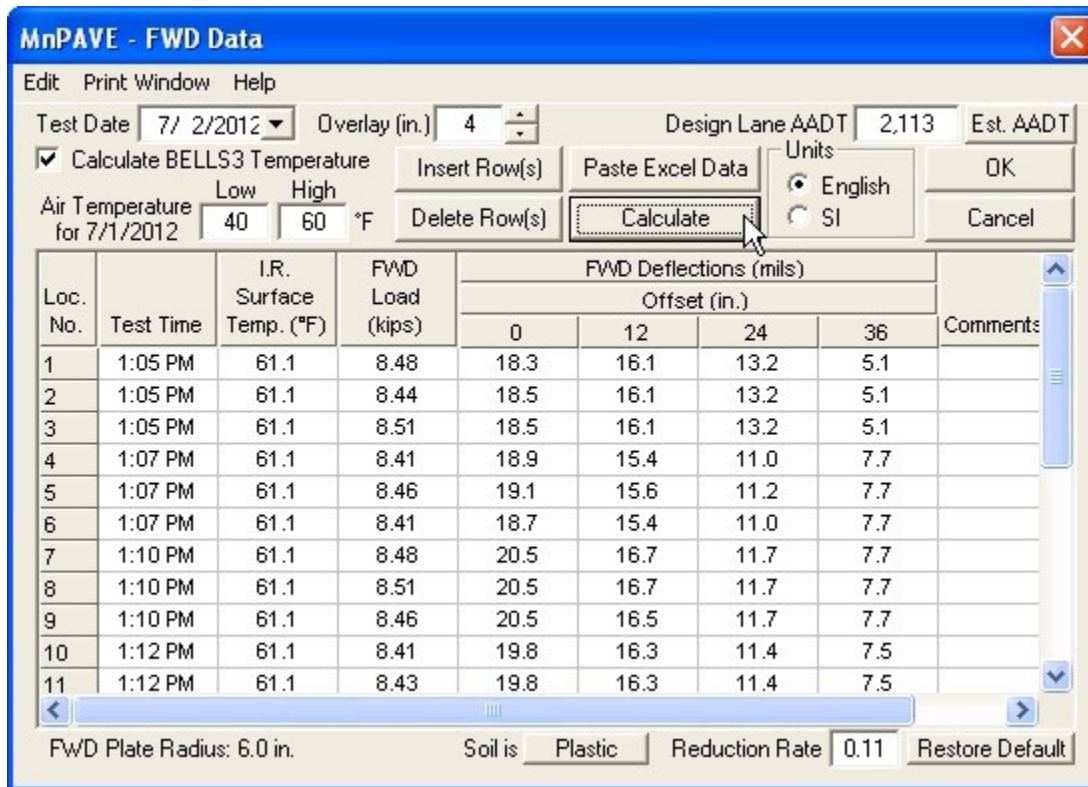 MnPAVE - FWD Data
Edit Print Window Help
Test Date 7/ 2/2012 Overlay (in.) 4 Design Lane AADT 2,113 Est. AADT
Calculate BELLS3 Temperature Insert Row(s) Paste Excel Data Units English SI OK
Air Temperature for 7/1/2012 Low 40 High 60 °F Delete Row(s) Calculate Cancel
Loc. No. Test Time I.R. Surface Temp. (°F) FWD Load (kips) FWD Deflections (mils) Comments
Offset (in.)
0 12 24 36
1 1:05 PM 61.1 8.48 18.3 16.1 13.2 5.1
2 1:05 PM 61.1 8.44 18.5 16.1 13.2 5.1
3 1:05 PM 61.1 8.51 18.5 16.1 13.2 5.1
4 1:07 PM 61.1 8.41 18.9 15.4 11.0 7.7
5 1:07 PM 61.1 8.46 19.1 15.6 11.2 7.7
6 1:07 PM 61.1 8.41 18.7 15.4 11.0 7.7
7 1:10 PM 61.1 8.48 20.5 16.7 11.7 7.7
8 1:10 PM 61.1 8.51 20.5 16.7 11.7 7.7
9 1:10 PM 61.1 8.46 20.5 16.5 11.7 7.7
10 1:12 PM 61.1 8.41 19.8 16.3 11.4 7.5
11 1:12 PM 61.1 8.43 19.8 16.3 11.4 7.5
FWD Plate Radius: 6.0 in. Soil is Plastic Reduction Rate 0.11 Restore Default